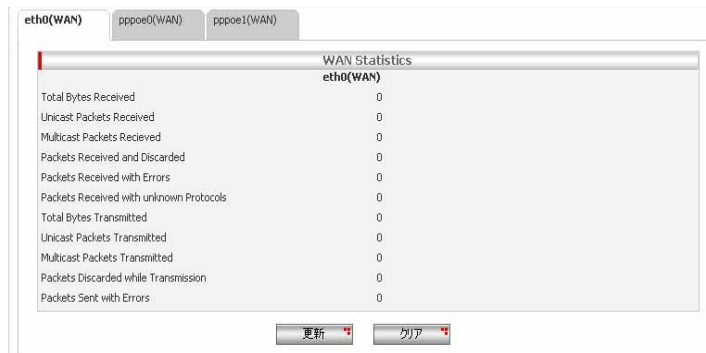 eth0(WAN) pppoe0(WAN) pppoe1(WAN)
WAN Statistics
eth0(WAN)
Total Bytes Received 0
Unicast Packets Received 0
Multicast Packets Recieved 0
Packets Received and Discarded 0
Packets Received with Errors 0
Packets Received with unknown Protocols 0
Total Bytes Transmitted 0
Unicast Packets Transmitted 0
Multicast Packets Transmitted 0
Packets Discarded while Transmission 0
Packets Sent with Errors 0
更新 クリア